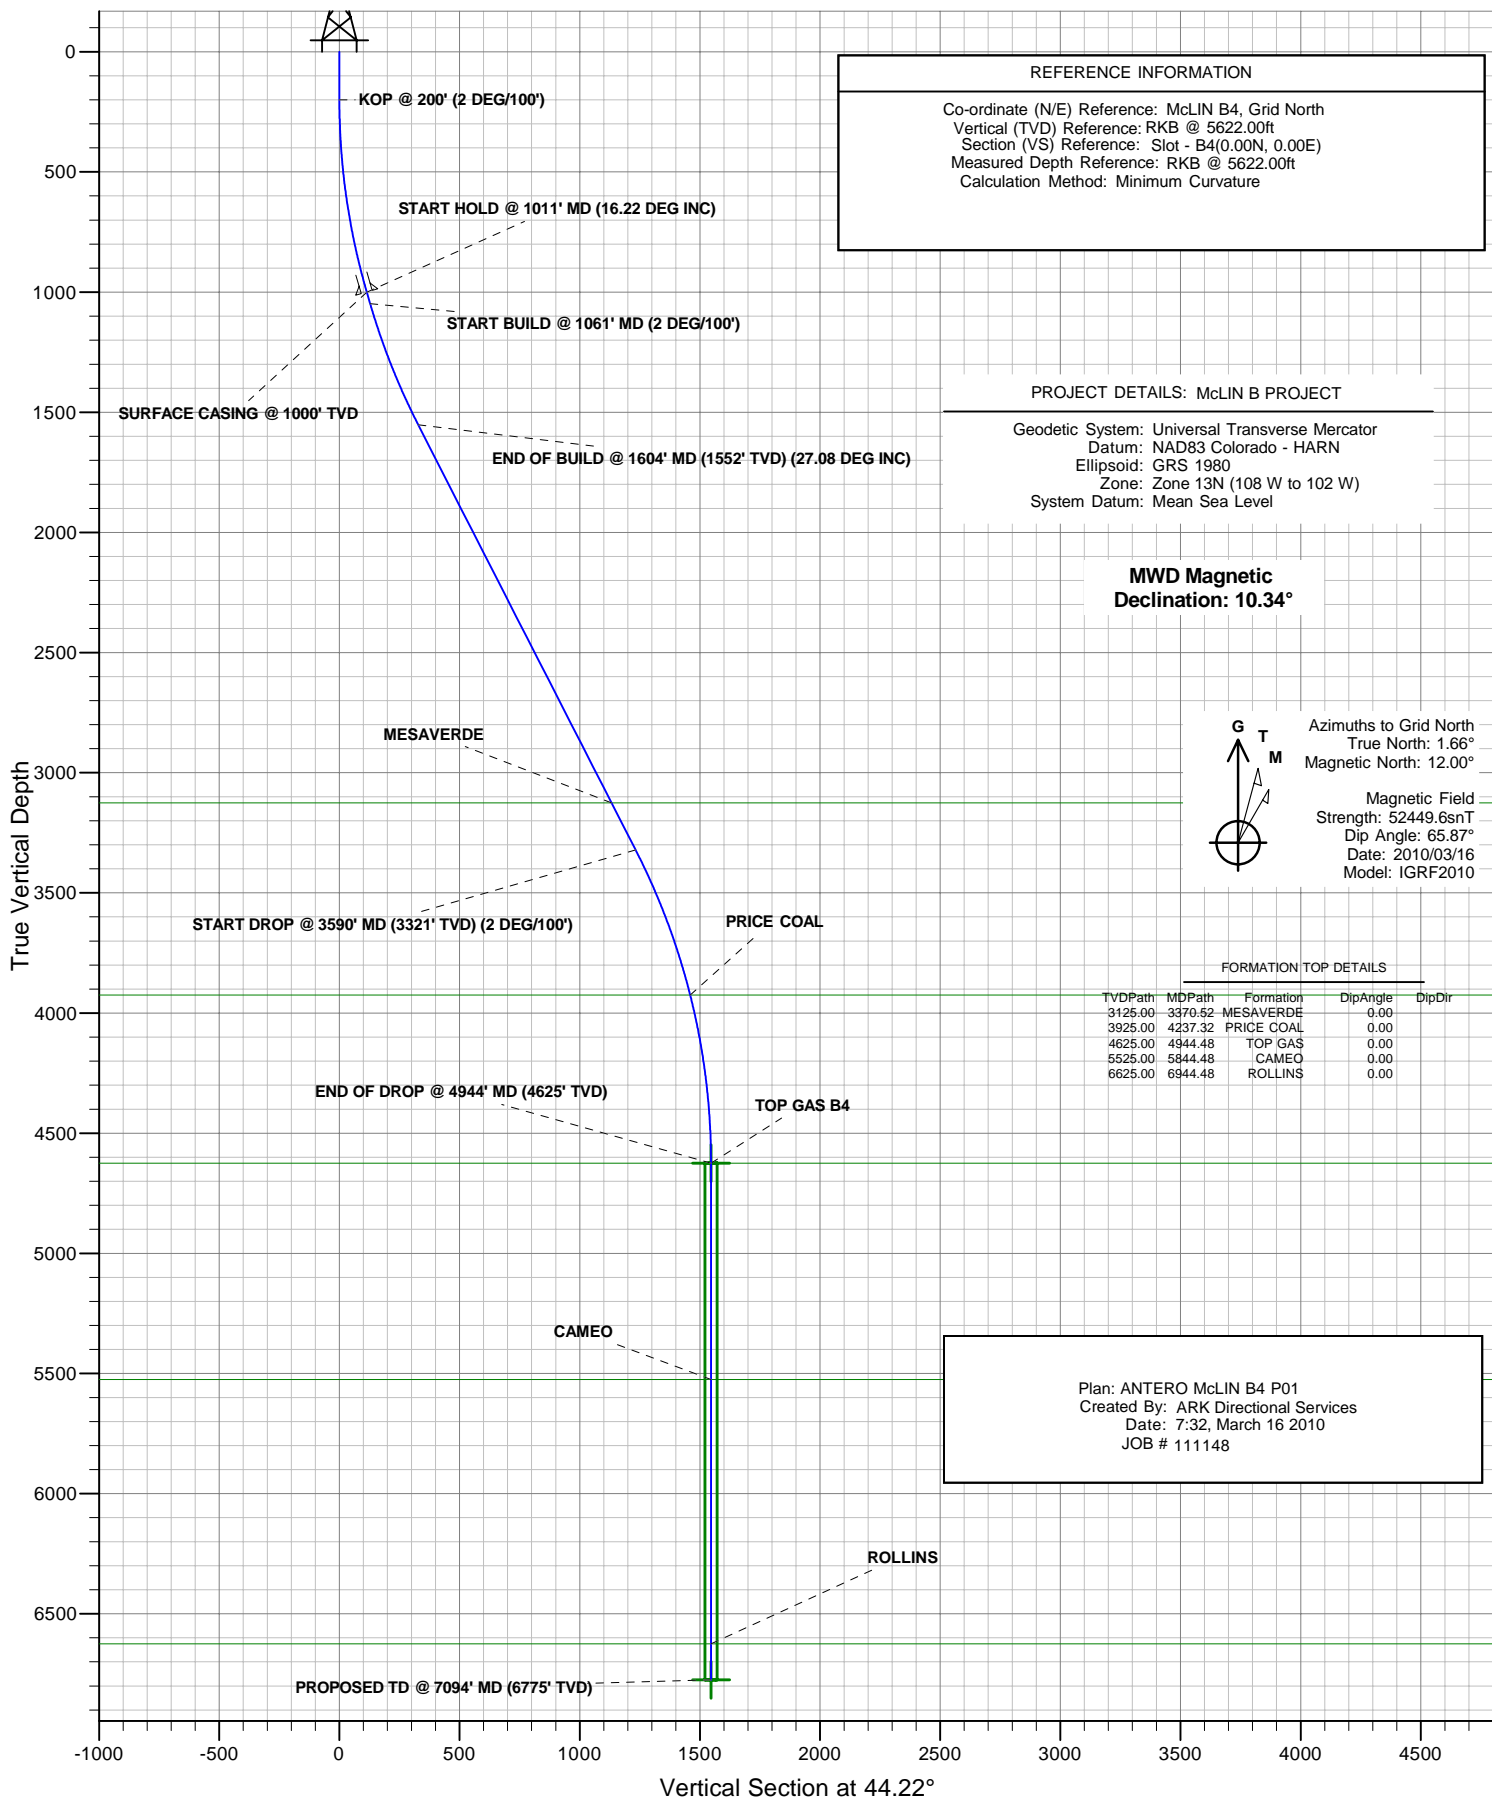 0
500
1000
1500
2000
2500
3000
3500
4000
4500
5000
5500
6000
6500
True Vertical Depth
-1000 -500 0 500 1000 1500 2000 2500 3000 3500 4000 4500
Vertical Section at 44.22°
KOP @ 200' (2 DEG/100')
START HOLD @ 1011' MD (16.22 DEG INC)
START BUILD @ 1061' MD (2 DEG/100')
SURFACE CASING @ 1000' TVD
END OF BUILD @ 1604' MD (1552' TVD) (27.08 DEG INC)
MESAVERDE
START DROP @ 3590' MD (3321' TVD) (2 DEG/100')
PRICE COAL
END OF DROP @ 4944' MD (4625' TVD)
TOP GAS B4
CAMEO
ROLLINS
PROPOSED TD @ 7094' MD (6775' TVD)
REFERENCE INFORMATION
Co-ordinate (N/E) Reference: McLIN B4, Grid North
Vertical (TVD) Reference: RKB @ 5622.00ft
Section (VS) Reference: Slot - B4(0.00N, 0.00E)
Measured Depth Reference: RKB @ 5622.00ft
Calculation Method: Minimum Curvature
PROJECT DETAILS: McLIN B PROJECT
Geodetic System: Universal Transverse Mercator
Datum: NAD83 Colorado - HARN
Ellipsoid: GRS 1980
Zone: Zone 13N (108 W to 102 W)
System Datum: Mean Sea Level
MWD Magnetic
Declination: 10.34°
G T M
Azimuths to Grid North
True North: 1.66°
Magnetic North: 12.00°
Magnetic Field
Strength: 52449.6snT
Dip Angle: 65.87°
Date: 2010/03/16
Model: IGRF2010
FORMATION TOP DETAILS
TVDPath MDPath Formation DipAngle DipDir
3125.00 3370.52 MESAVERDE 0.00
3925.00 4237.32 PRICE COAL 0.00
4625.00 4944.48 TOP GAS 0.00
5525.00 5844.48 CAMEO 0.00
6625.00 6944.48 ROLLINS 0.00
Plan: ANTERO McLIN B4 P01
Created By: ARK Directional Services
Date: 7:32, March 16 2010
JOB # 111148